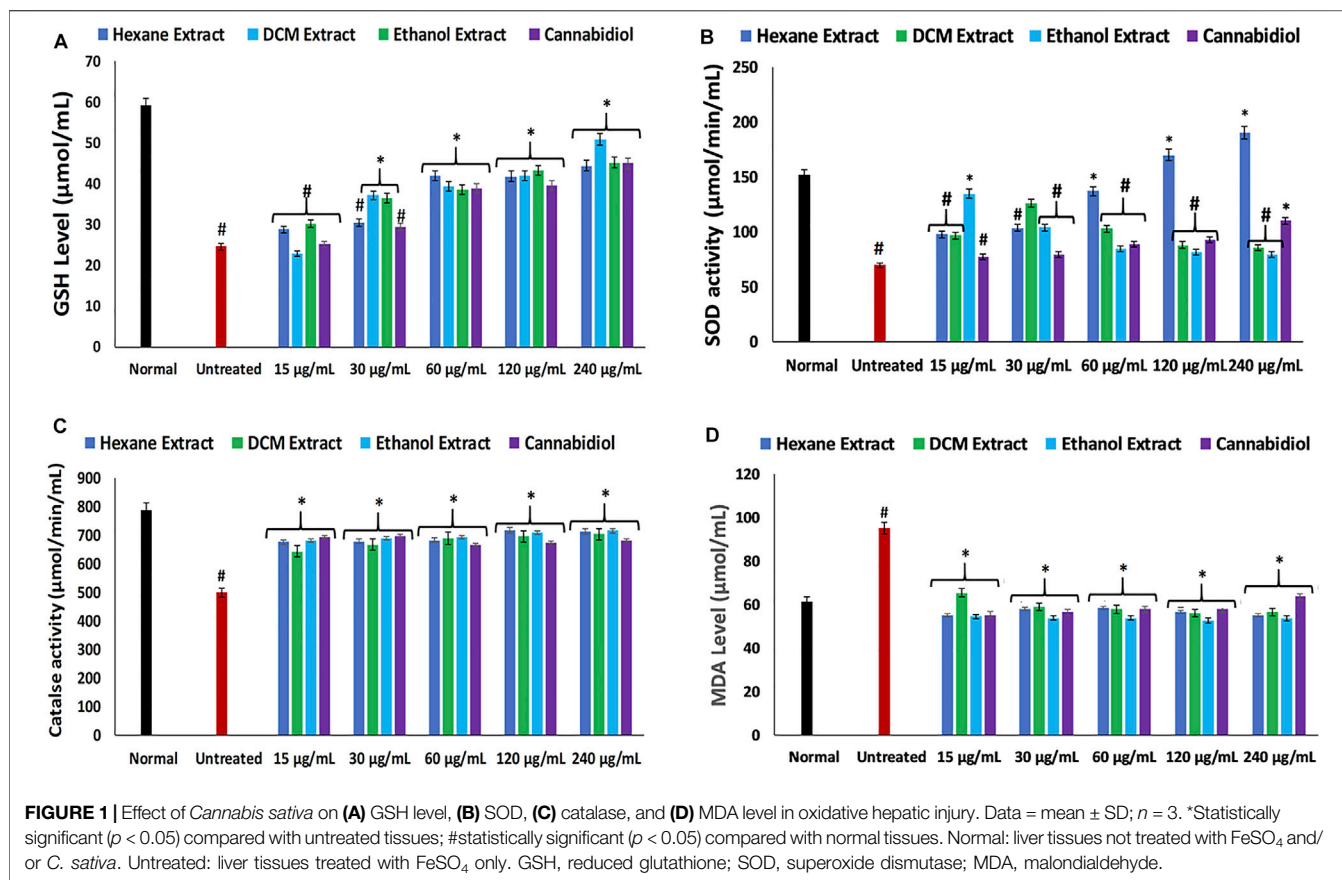 A
Hexane Extract DCM Extract Ethanol Extract Cannabidiol
GSH Level (µmol/mL)
70
60
50
40
30
20
10
0
# # # * # * * *
Normal Untreated 15 µg/mL 30 µg/mL 60 µg/mL 120 µg/mL 240 µg/mL
B
Hexane Extract DCM Extract Ethanol Extract Cannabidiol
SOD activity (µmol/min/mL)
250
200
150
100
50
0
# # * # # # * # * # * # *
Normal Untreated 15 µg/mL 30 µg/mL 60 µg/mL 120 µg/mL 240 µg/mL
C
Hexane Extract DCM Extract Ethanol Extract Cannabidiol
Catalse activity (µmol/min/mL)
900
800
700
600
500
400
300
200
100
0
# * * * * *
Normal Untreated 15 µg/mL 30 µg/mL 60 µg/mL 120 µg/mL 240 µg/mL
D
Hexane Extract DCM Extract Ethanol Extract Cannabidiol
MDA Level (µmol/mL)
120
100
80
60
40
20
0
# * * * * *
Normal Untreated 15 µg/mL 30 µg/mL 60 µg/mL 120 µg/mL 240 µg/mL
FIGURE 1 | Effect of Cannabis sativa on (A) GSH level, (B) SOD, (C) catalase, and (D) MDA level in oxidative hepatic injury. Data = mean ± SD; n = 3. *Statistically
significant (p < 0.05) compared with untreated tissues; #statistically significant (p < 0.05) compared with normal tissues. Normal: liver tissues not treated with FeSO4 and/
or C. sativa. Untreated: liver tissues treated with FeSO4 only. GSH, reduced glutathione; SOD, superoxide dismutase; MDA, malondialdehyde.